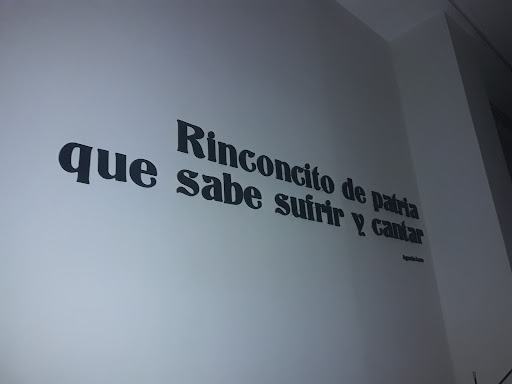 Rinconcito de patria
que sabe sufrir y cantar